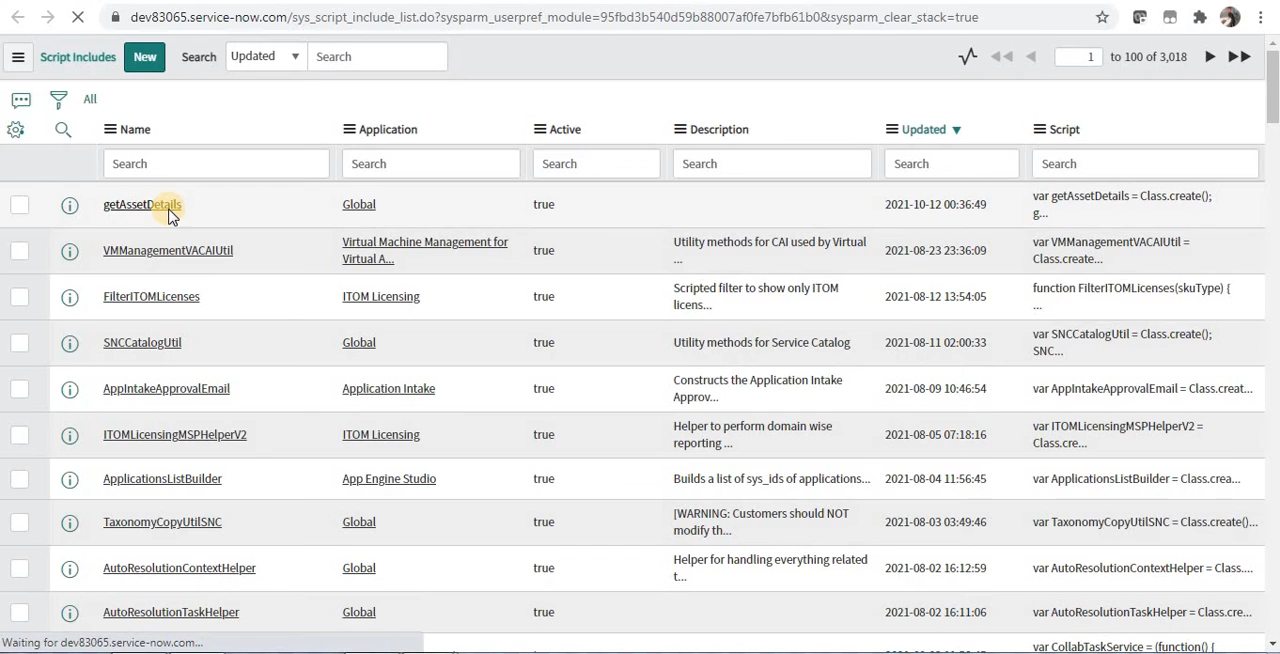 dev83065.service-now.com/sys_script_include_list.do?sysparm_userpref_module=95fbd3b540d59b88007af0fe7bfb61b0&sysparm_clear_stack=true
Script Includes New Search Updated Search 1 to 100 of 3,018
All
Name Application Active Description Updated Script
Search Search Search Search Search Search
getAssetDetails Global true 2021-10-12 00:36:49 var getAssetDetails = Class.create();
g...
VMManagementVACAIUtil Virtual Machine Management for true Utility methods for CAI used by Virtual 2021-08-23 23:36:09 var VMManagementVACAIUtil =
Virtual A... ... Class.create...
FilterITOMLicenses ITOM Licensing true Scripted filter to show only ITOM 2021-08-12 13:54:05 function FilterITOMLicenses(skuType) {
licens... ...
SNCCatalogUtil Global true Utility methods for Service Catalog 2021-08-11 02:00:33 var SNCCatalogUtil = Class.create();
SNC...
AppIntakeApprovalEmail Application Intake true Constructs the Application Intake 2021-08-09 10:46:54 var AppIntakeApprovalEmail = Class.creat...
Approv...
ITOMLicensingMSPHelperV2 ITOM Licensing true Helper to perform domain wise 2021-08-05 07:18:16 var ITOMLicensingMSPHelperV2 =
reporting ... Class.cre...
ApplicationsListBuilder App Engine Studio true Builds a list of sys_ids of applications... 2021-08-04 11:56:45 var ApplicationsListBuilder = Class.crea...
TaxonomyCopyUtilSNC Global true [WARNING: Customers should NOT 2021-08-03 03:49:46 var TaxonomyCopyUtilSNC = Class.create()...
modify th...
AutoResolutionContextHelper Global true Helper for handling everything related 2021-08-02 16:12:59 var AutoResolutionContextHelper = Class....
t...
AutoResolutionTaskHelper Global true 2021-08-02 16:11:06 var AutoResolutionTaskHelper = Class.cre...
Waiting for dev83065.service-now.com... var CollabTaskService = (function() {